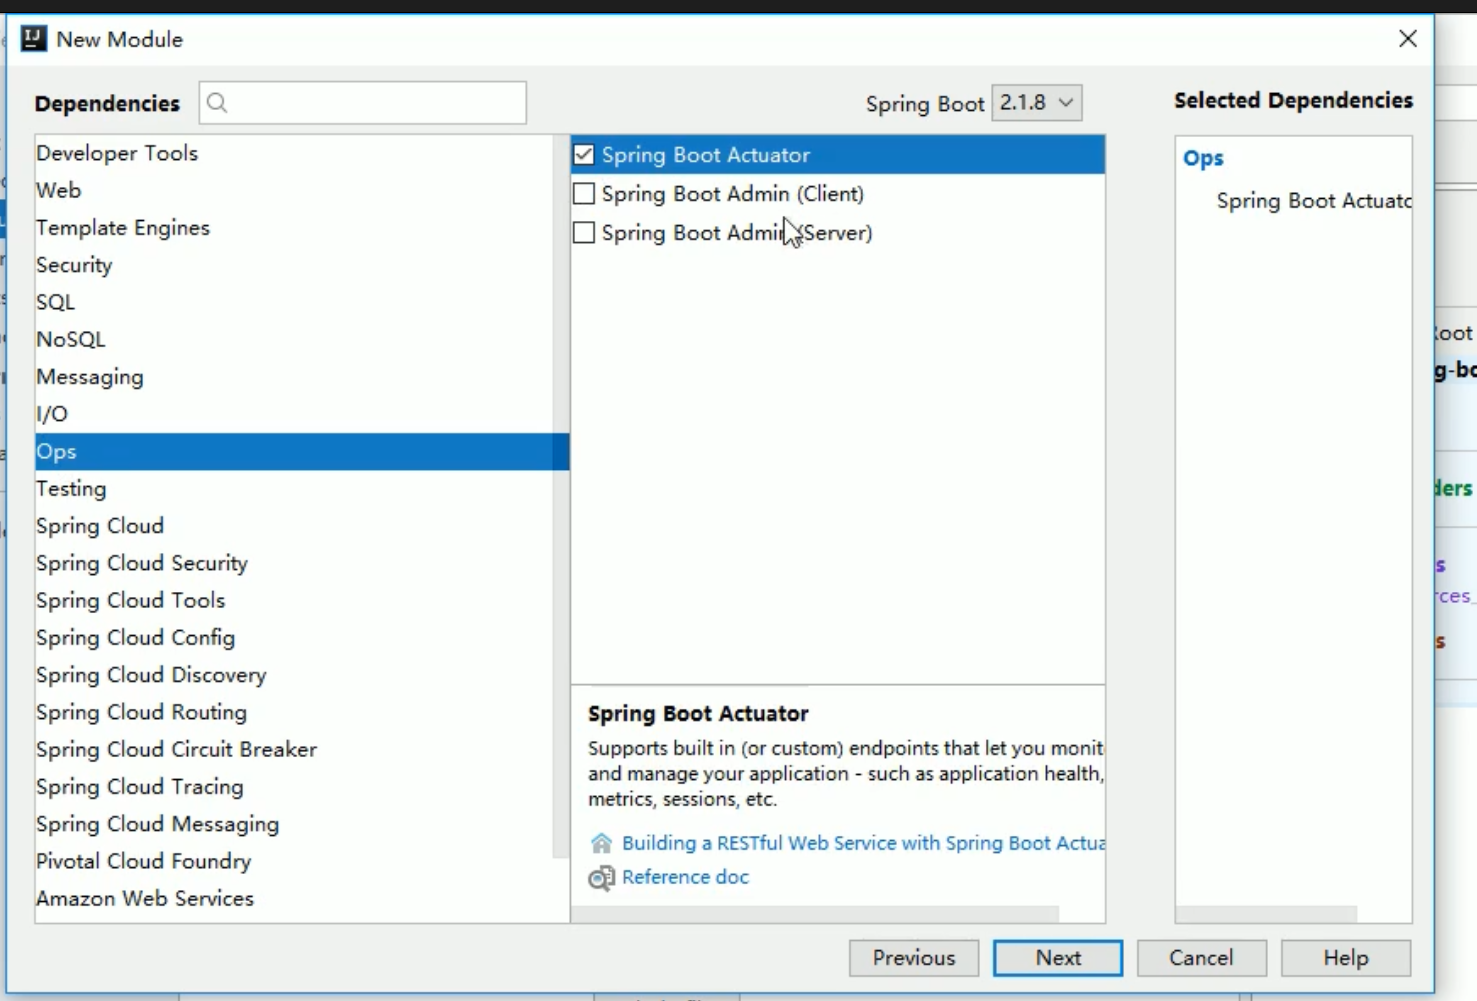 New Module
Dependencies
Spring Boot 2.1.8
Selected Dependencies
Developer Tools
Web
Template Engines
Security
SQL
NoSQL
Messaging
I/O
Ops
Testing
Spring Cloud
Spring Cloud Security
Spring Cloud Tools
Spring Cloud Config
Spring Cloud Discovery
Spring Cloud Routing
Spring Cloud Circuit Breaker
Spring Cloud Tracing
Spring Cloud Messaging
Pivotal Cloud Foundry
Amazon Web Services
Spring Boot Actuator
Spring Boot Admin (Client)
Spring Boot Admin (Server)
Spring Boot Actuator
Supports built in (or custom) endpoints that let you monit
and manage your application - such as application health,
metrics, sessions, etc.
Building a RESTful Web Service with Spring Boot Actua
Reference doc
Ops
Spring Boot Actuato
Previous
Next
Cancel
Help